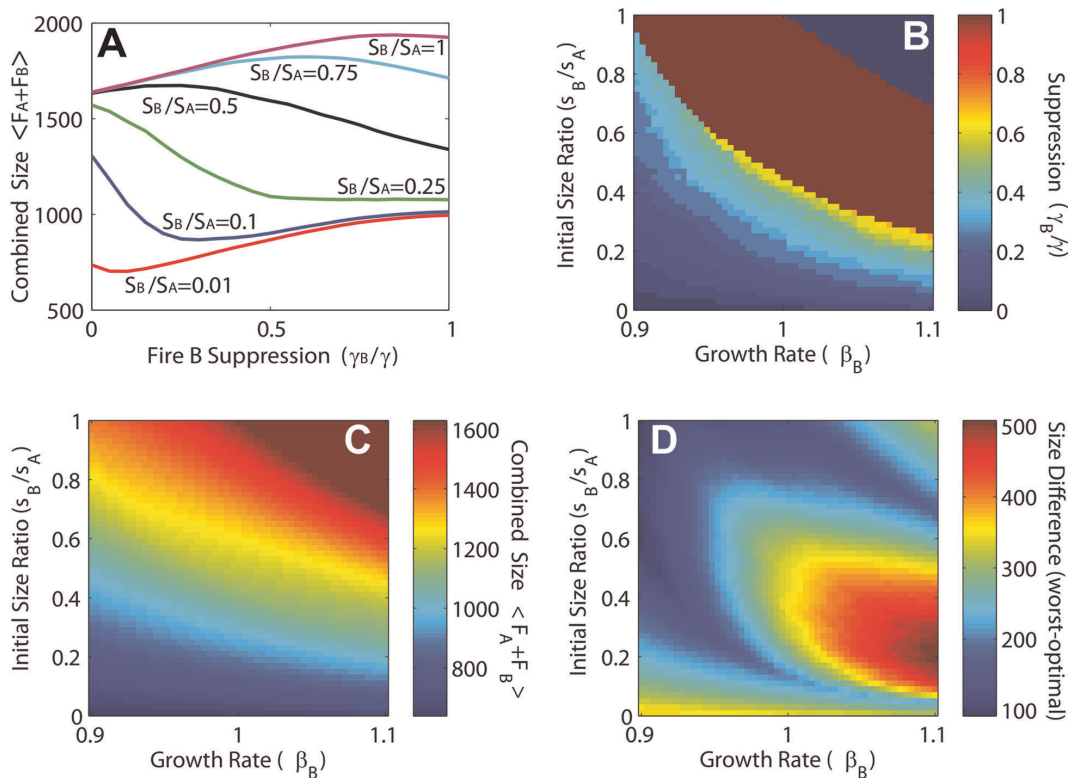 A
Combined Size <FA+FB>
2000
1500
1000
500
SB/SA=1
SB/SA=0.75
SB/SA=0.5
SB/SA=0.25
SB/SA=0.1
SB/SA=0.01
0
0.5
1
Fire B Suppression (γB/γ)
B
Initial Size Ratio (sB/sA)
1
0.8
0.6
0.4
0.2
0
0.9
1
1.1
Growth Rate ( βB)
1
0.8
0.6
0.4
0.2
0
Suppression (γB/γ)
C
Initial Size Ratio (sB/sA)
1
0.8
0.6
0.4
0.2
0
0.9
1
1.1
Growth Rate ( βB)
1600
1400
1200
1000
800
Combined Size <FA+FB>
D
Initial Size Ratio (sB/sA)
1
0.8
0.6
0.4
0.2
0
0.9
1
1.1
Growth Rate ( βB)
500
400
300
200
100
Size Difference (worst-optimal)